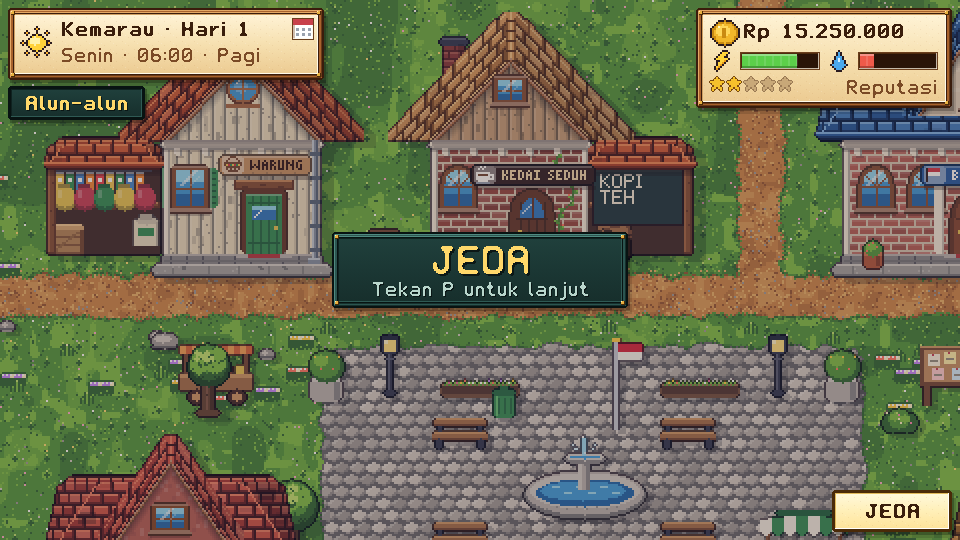 Kemarau · Hari 1
Senin · 06:00 · Pagi
Rp 15.250.000
Reputasi
Alun-alun
WARUNG
KEDAI SEDUH
KOPI
TEH
B
JEDA
Tekan P untuk lanjut
JEDA